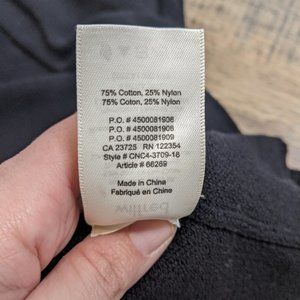 75% Cotton, 25% Nylon
75% Coton, 25% Nylon
P.O. # 4500081906
P.O. # 4500081908
P.O. # 4500081909
CA 23725 RN 122354
Style # CNC4-3709-18
Article # 66269
Made in China
Fabriqué en Chine